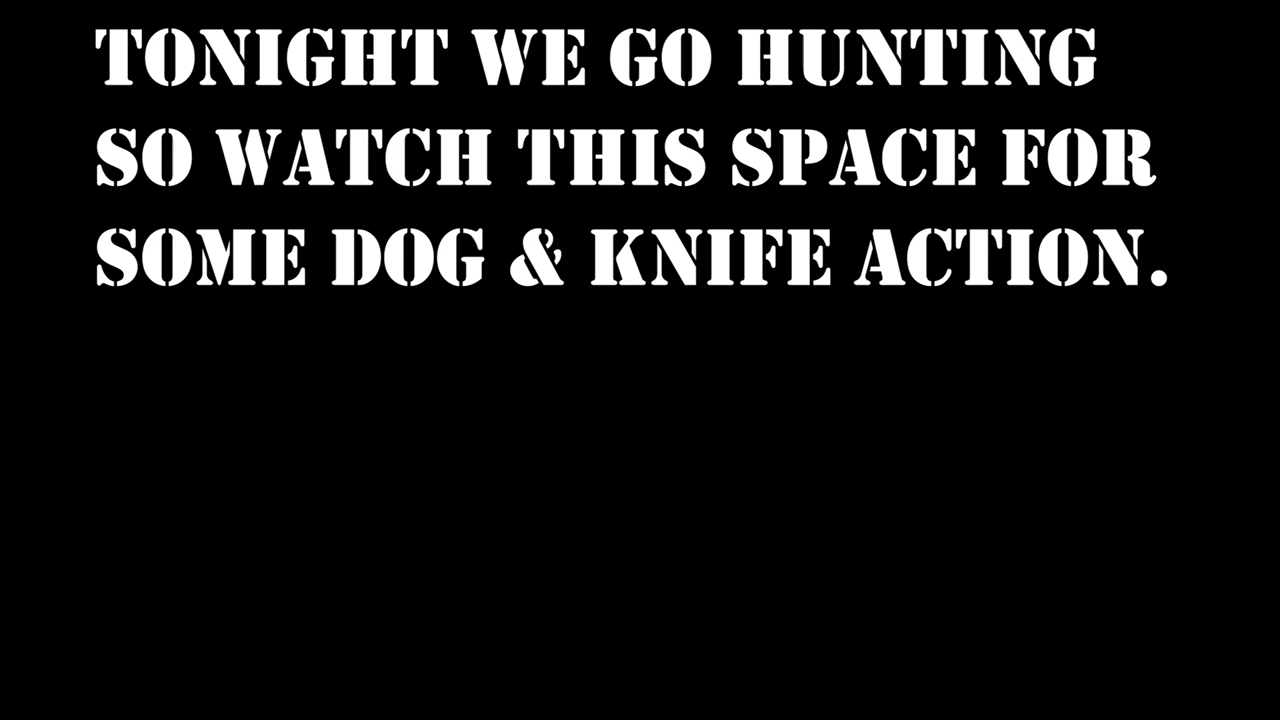 TONIGHT WE GO HUNTING
SO WATCH THIS SPACE FOR
SOME DOG & KNIFE ACTION.